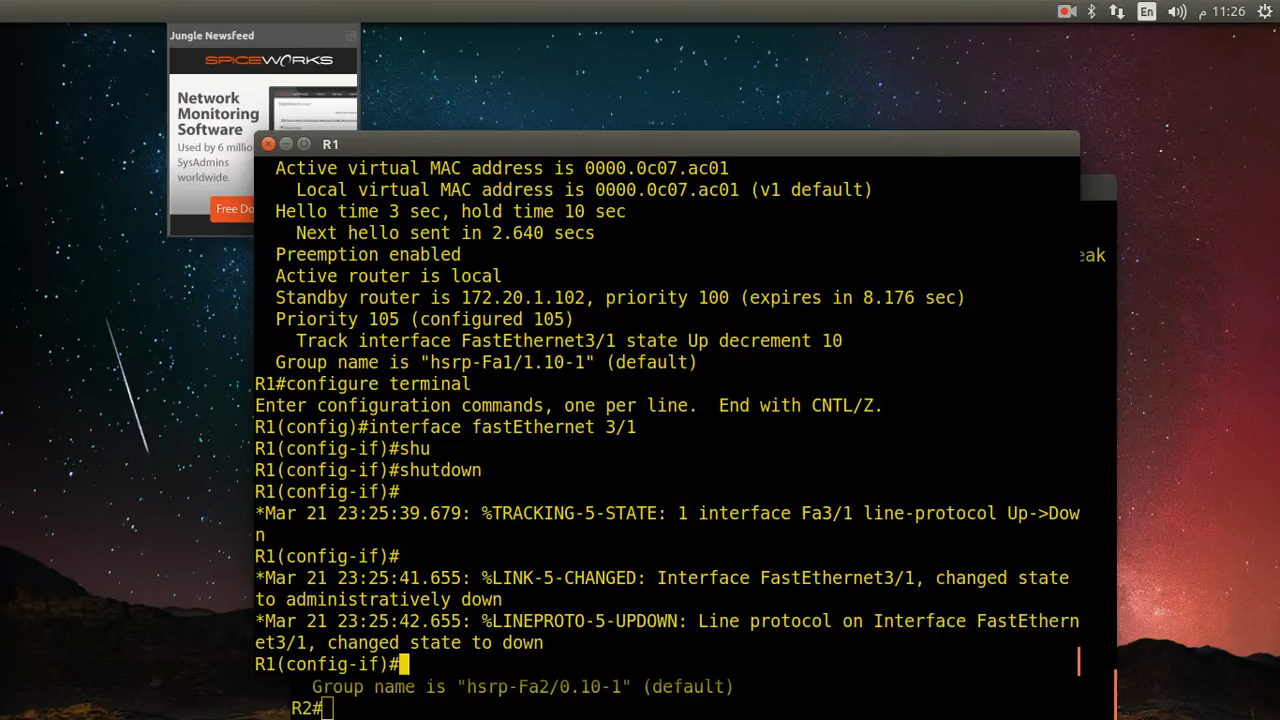 En
م 11:26
Jungle Newsfeed
SPICEWORKS
Network
Monitoring
Software
Used by 6 millio
SysAdmins
worldwide.
Free Do
R1
Active virtual MAC address is 0000.0c07.ac01
Local virtual MAC address is 0000.0c07.ac01 (v1 default)
Hello time 3 sec, hold time 10 sec
Next hello sent in 2.640 secs
Preemption enabled
eak
Active router is local
Standby router is 172.20.1.102, priority 100 (expires in 8.176 sec)
Priority 105 (configured 105)
Track interface FastEthernet3/1 state Up decrement 10
Group name is "hsrp-Fa1/1.10-1" (default)
R1#configure terminal
Enter configuration commands, one per line.  End with CNTL/Z.
R1(config)#interface fastEthernet 3/1
R1(config-if)#shu
R1(config-if)#shutdown
R1(config-if)#
*Mar 21 23:25:39.679: %TRACKING-5-STATE: 1 interface Fa3/1 line-protocol Up->Dow
n
R1(config-if)#
*Mar 21 23:25:41.655: %LINK-5-CHANGED: Interface FastEthernet3/1, changed state
to administratively down
*Mar 21 23:25:42.655: %LINEPROTO-5-UPDOWN: Line protocol on Interface FastEthern
et3/1, changed state to down
R1(config-if)#
Group name is "hsrp-Fa2/0.10-1" (default)
R2#